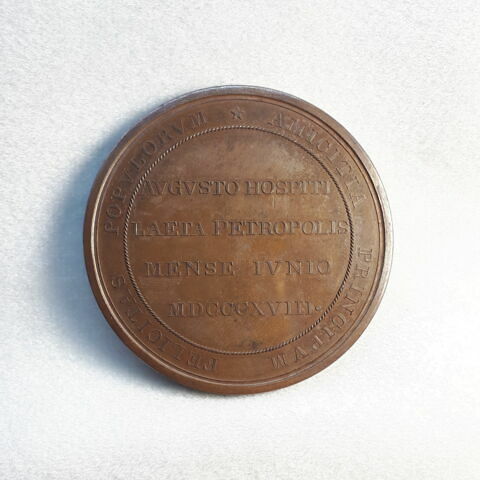 AMICITIA PRINCIPVM FELICITAS POPVLORVM
AVGVSTO HOSPITI
LAETA PETROPOLIS
MENSE IVNIO
MDCCCXVIII.